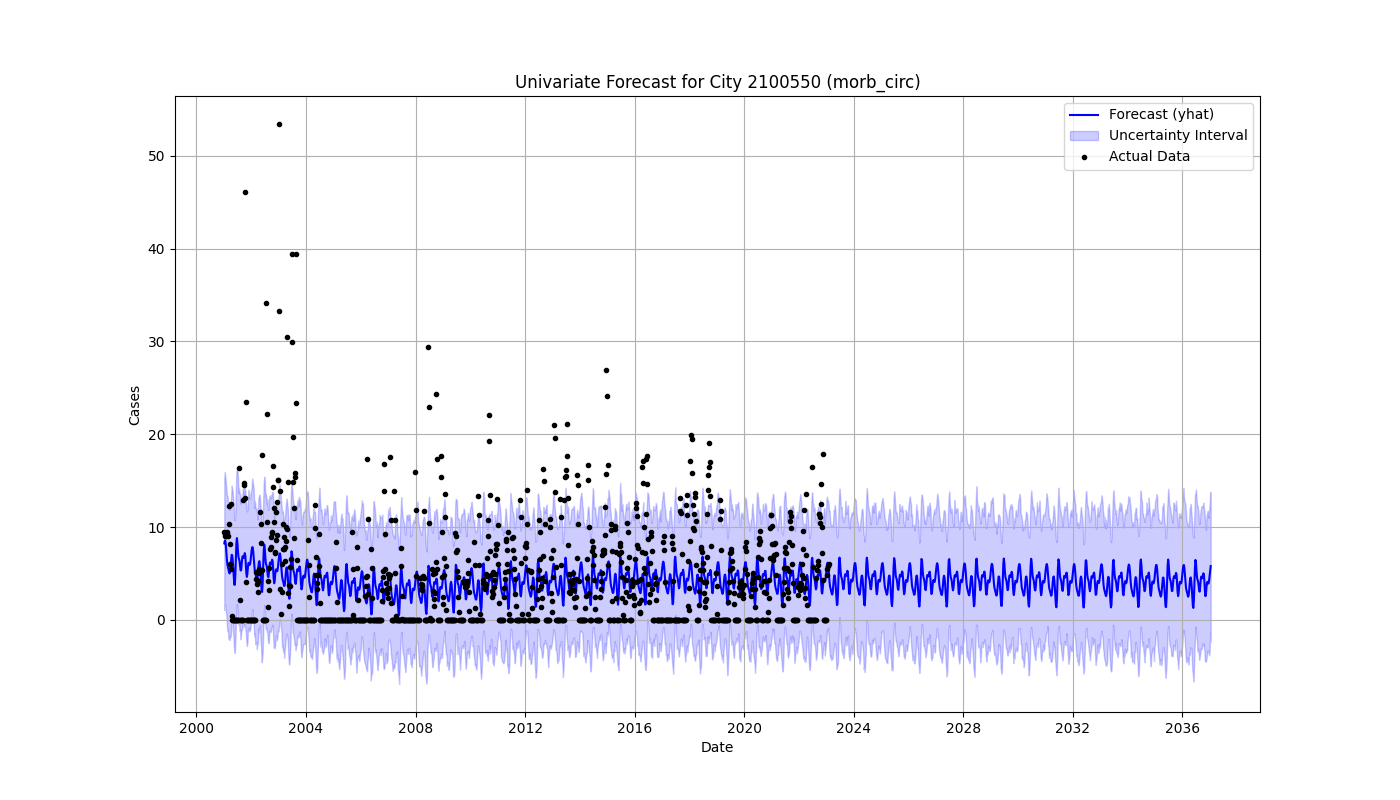 Univariate Forecast for City 2100550 (morb_circ)
Forecast (yhat)
Uncertainty Interval
Actual Data
Cases
50
40
30
20
10
0
2000 2004 2008 2012 2016 2020 2024 2028 2032 2036
Date